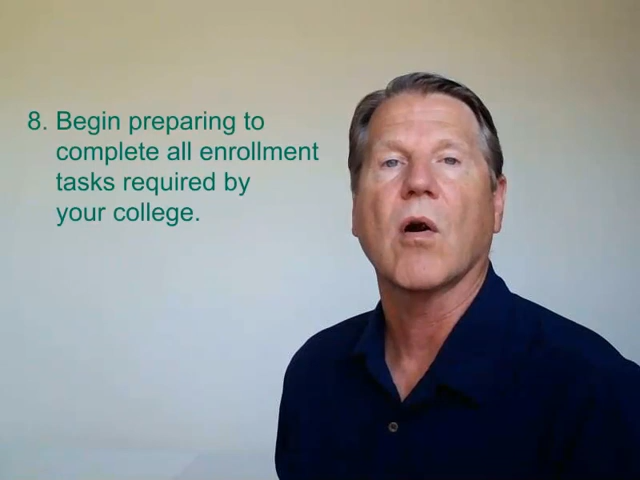 8. Begin preparing to
complete all enrollment
tasks required by
your college.